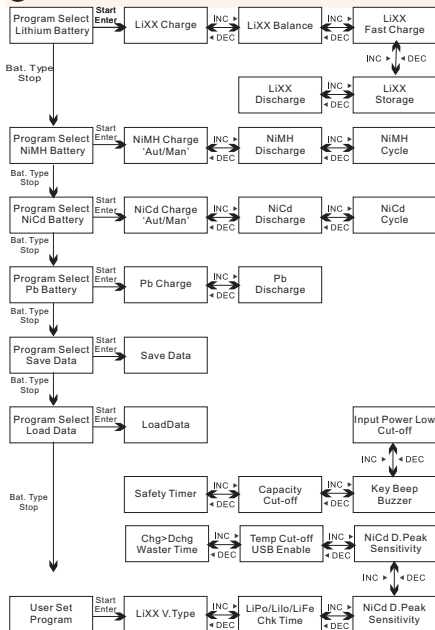 Program Select
Lithium Battery
Start
Enter
LiXX Charge
INC ▸
◂ DEC
LiXX Balance
INC ▸
◂ DEC
LiXX
Fast Charge
INC ▸ ◂ DEC
Bat. Type
Stop
LiXX
Discharge
INC ▸
◂ DEC
LiXX
Storage
Program Select
NiMH Battery
Start
Enter
NiMH Charge
‘Aut/Man’
INC ▸
◂ DEC
NiMH
Discharge
INC ▸
◂ DEC
NiMH
Cycle
Bat. Type
Stop
Program Select
NiCd Battery
Start
Enter
NiCd Charge
‘Aut/Man’
INC ▸
◂ DEC
NiCd
Discharge
INC ▸
◂ DEC
NiCd
Cycle
Bat. Type
Stop
Program Select
Pb Battery
Start
Enter
Pb Charge
INC ▸
◂ DEC
Pb
Discharge
Bat. Type
Stop
Program Select
Save Data
Start
Enter
Save Data
Bat. Type
Stop
Program Select
Load Data
Start
Enter
LoadData
Input Power Low
Cut-off
INC ▸ ◂ DEC
Bat. Type
Stop
Safety Timer
INC ▸
◂ DEC
Capacity
Cut-off
INC ▸
◂ DEC
Key Beep
Buzzer
Chg>Dchg
Waster Time
INC ▸
◂ DEC
Temp Cut-off
USB Enable
INC ▸
◂ DEC
NiCd D.Peak
Sensitivity
INC ▸ ◂ DEC
User Set
Program
Start
Enter
LiXX V.Type
INC ▸
◂ DEC
LiPo/LiIo/LiFe
Chk Time
INC ▸
◂ DEC
NiCd D.Peak
Sensitivity